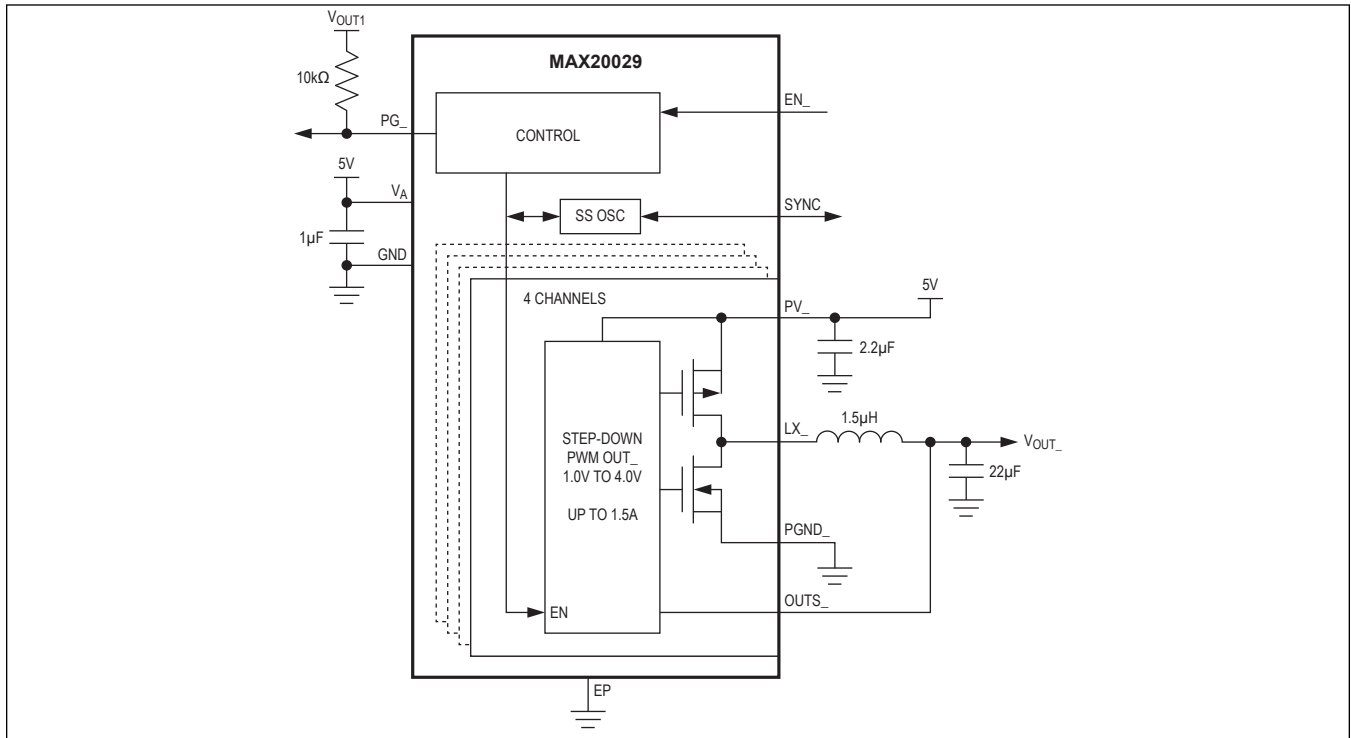 VOUT1
MAX20029
10kΩ
EN_
PG_
CONTROL
5V
VA
SYNC
SS OSC
1µF
GND
5V
4 CHANNELS
PV_
2.2µF
1.5µH
LX_
VOUT_
STEP-DOWN
PWM OUT_
1.0V TO 4.0V
22µF
UP TO 1.5A
PGND_
OUTS_
EN
EP